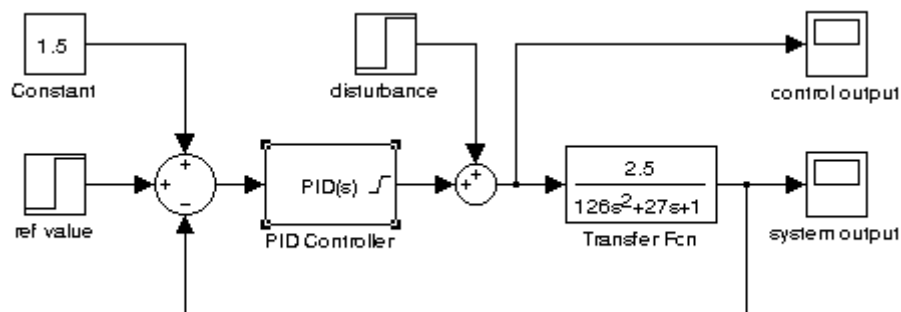 1.5
Constant
disturbance
control output
+
+
−
ref value
PID(s)
PID Controller
+
+
2.5
126s²+27s+1
Transfer Fcn
system output